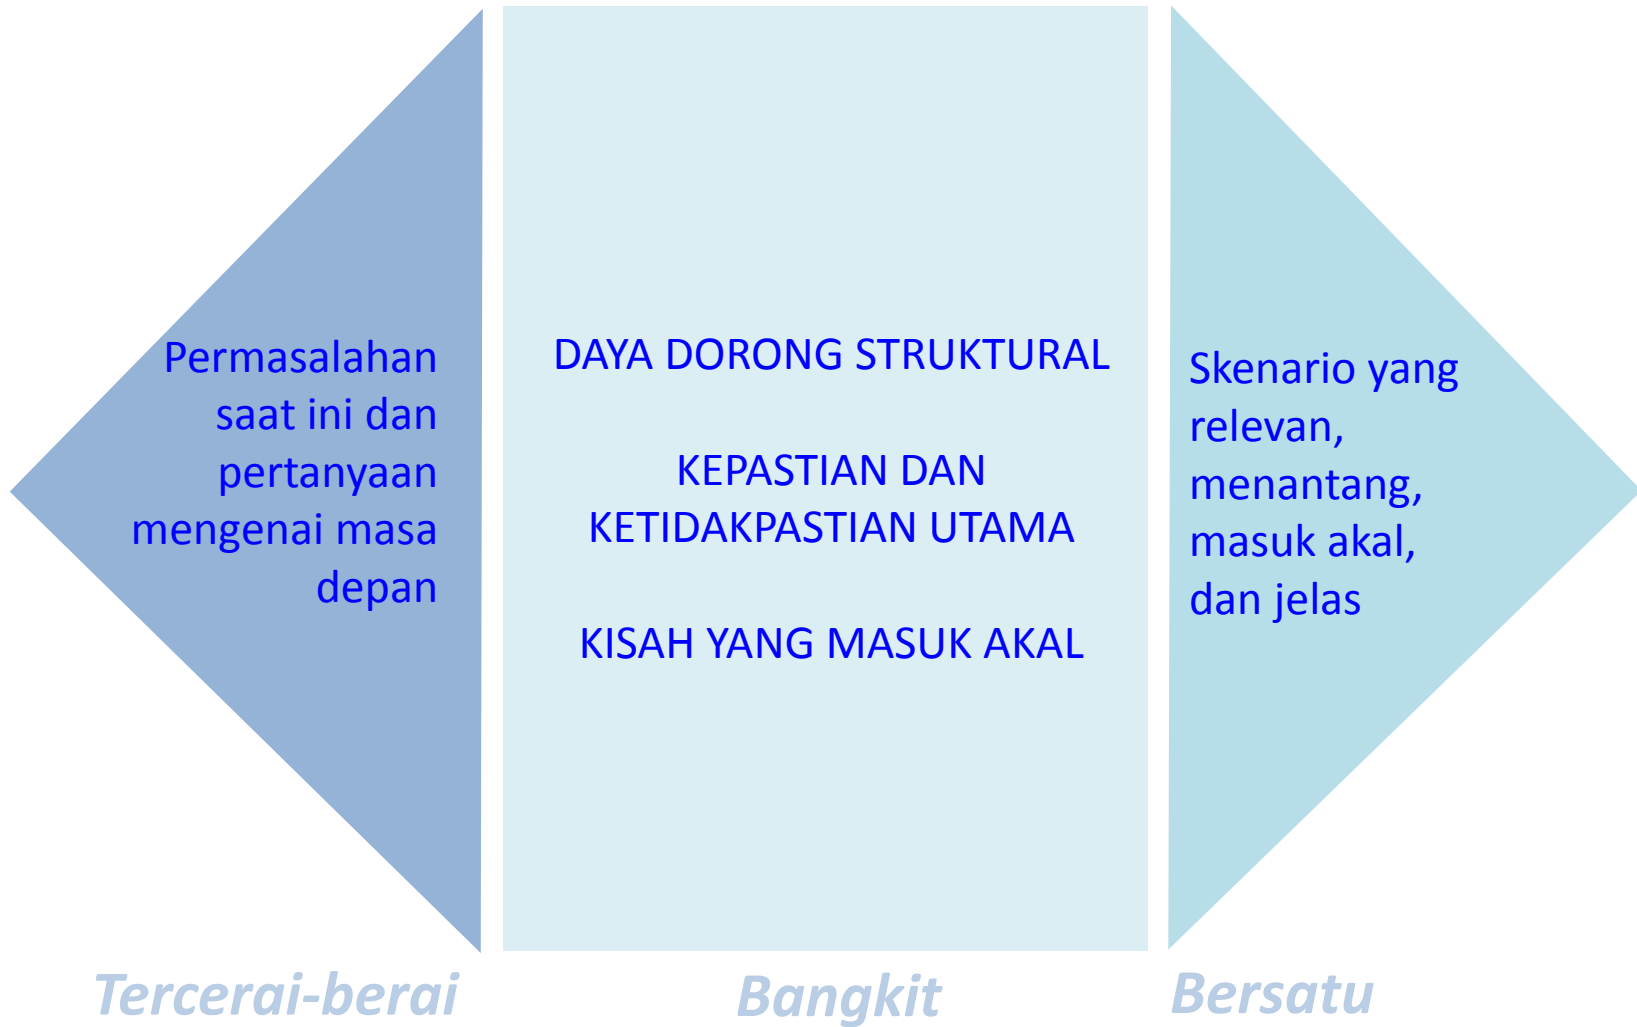 Permasalahan
saat ini dan
pertanyaan
mengenai masa
depan
DAYA DORONG STRUKTURAL
KEPASTIAN DAN
KETIDAKPASTIAN UTAMA
KISAH YANG MASUK AKAL
Skenario yang
relevan,
menantang,
masuk akal,
dan jelas
Tercerai-berai
Bangkit
Bersatu